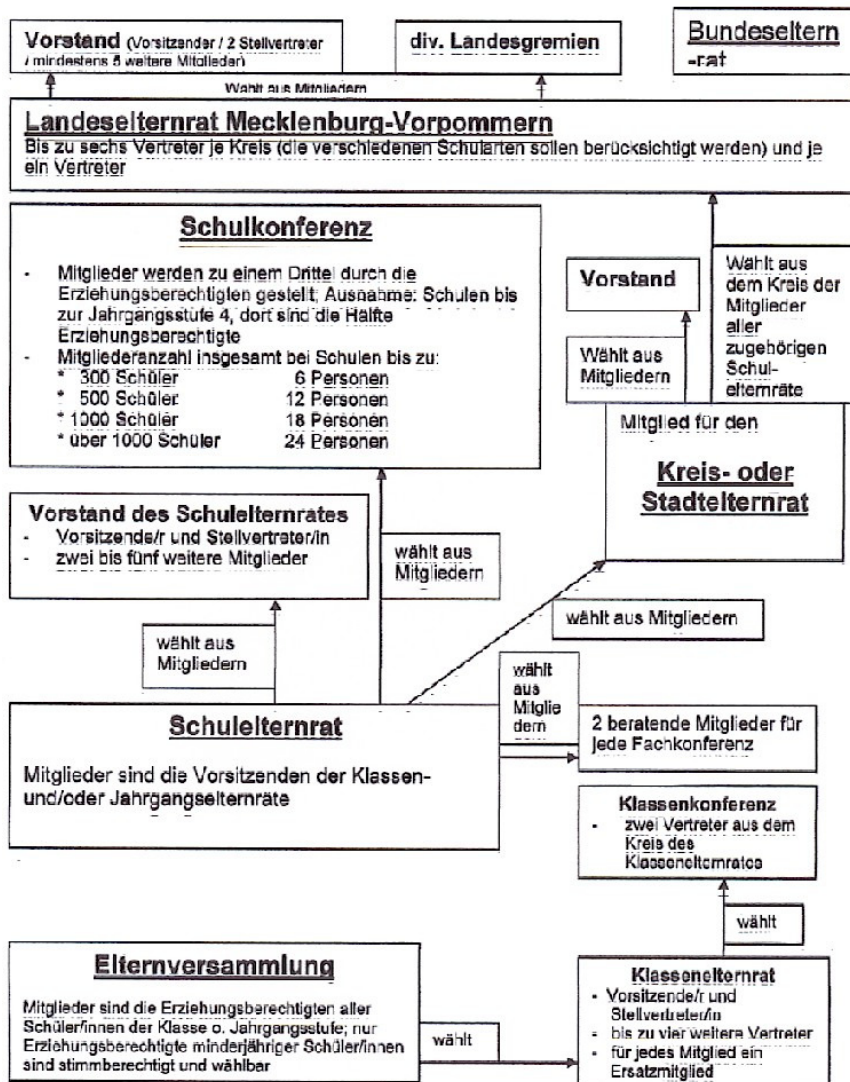 Vorstand (Vorsitzender / 2 Stellvertreter
/ mindestens 5 weitere Mitglieder)
div. Landesgremien
Bundeseltern
-rat
Wählt aus Mitgliedern
Landeselternrat Mecklenburg-Vorpommern
Bis zu sechs Vertreter je Kreis (die verschiedenen Schularten sollen berücksichtigt werden) und je
ein Vertreter
Schulkonferenz
- Mitglieder werden zu einem Drittel durch die
Erziehungsberechtigten gestellt; Ausnahme: Schulen bis
zur Jahrgangsstufe 4, dort sind die Hälfte
Erziehungsberechtigte
- Mitgliederanzahl insgesamt bei Schulen bis zu:
* 300 Schüler 6 Personen
* 500 Schüler 12 Personen
* 1000 Schüler 18 Personen
* über 1000 Schüler 24 Personen
Vorstand
Wählt aus
Mitgliedern
Wählt aus
dem Kreis der
Mitglieder
aller
zugehörigen
Schul-
elternräte
Mitglied für den
Kreis- oder
Stadtelternrat
Vorstand des Schulelternrates
- Vorsitzende/r und Stellvertreter/in
- zwei bis fünf weitere Mitglieder
wählt aus
Mitgliedern
wählt aus Mitgliedern
wählt aus
Mitgliedern
wählt
aus
Mitglie
dern
Schulelternrat
Mitglieder sind die Vorsitzenden der Klassen-
und/oder Jahrgangselternräte
2 beratende Mitglieder für
jede Fachkonferenz
Klassenkonferenz
- zwei Vertreter aus dem
Kreis des
Klassenelternrates
wählt
Elternversammlung
Mitglieder sind die Erziehungsberechtigten aller
Schüler/innen der Klasse o. Jahrgangsstufe; nur
Erziehungsberechtigte minderjähriger Schüler/innen
sind stimmberechtigt und wählbar
wählt
Klassenelternrat
- Vorsitzende/r und
Stellvertreter/in
- bis zu vier weitere Vertreter
- für jedes Mitglied ein
Ersatzmitglied